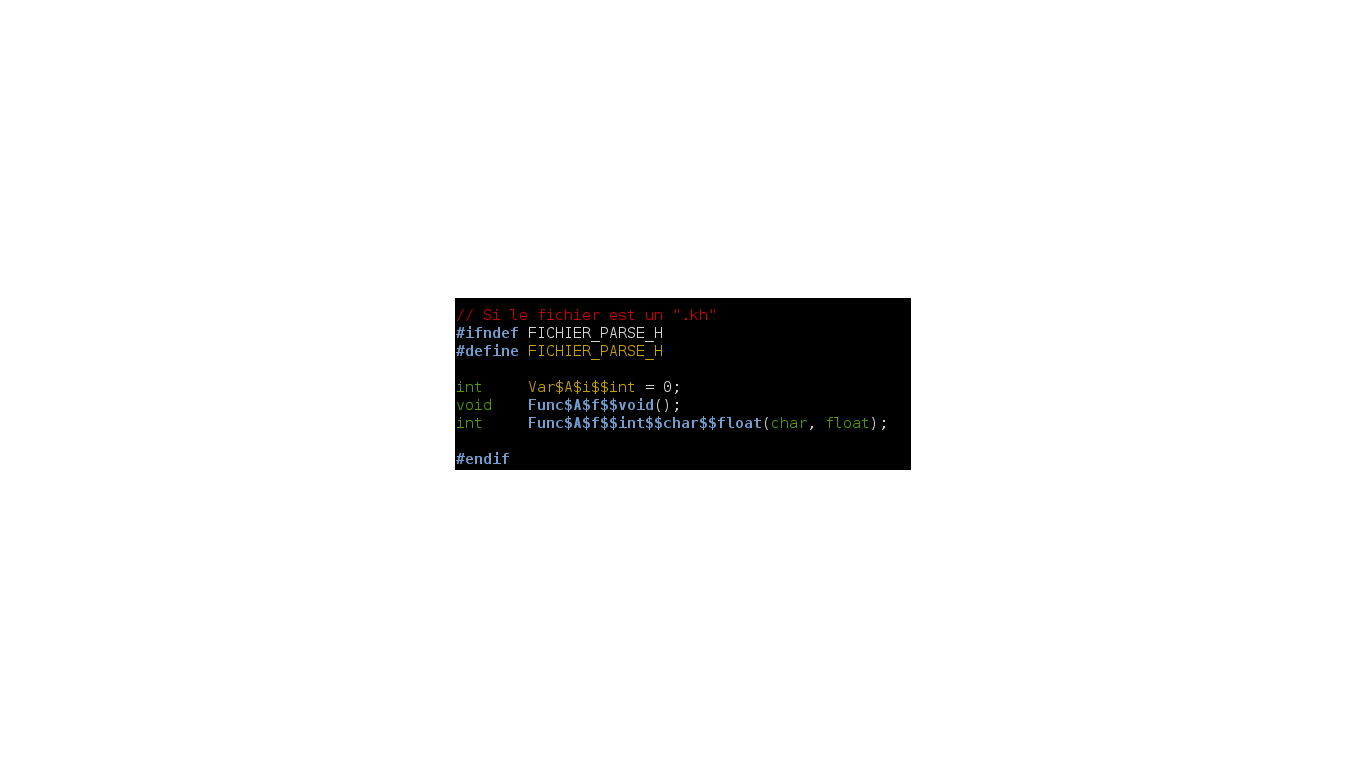 // Si le fichier est un ".kh"
#ifndef FICHIER_PARSE_H
#define FICHIER_PARSE_H
int     Var$A$i$$int = 0;
void    Func$A$f$$void();
int     Func$A$f$$int$$char$$float(char, float);
#endif